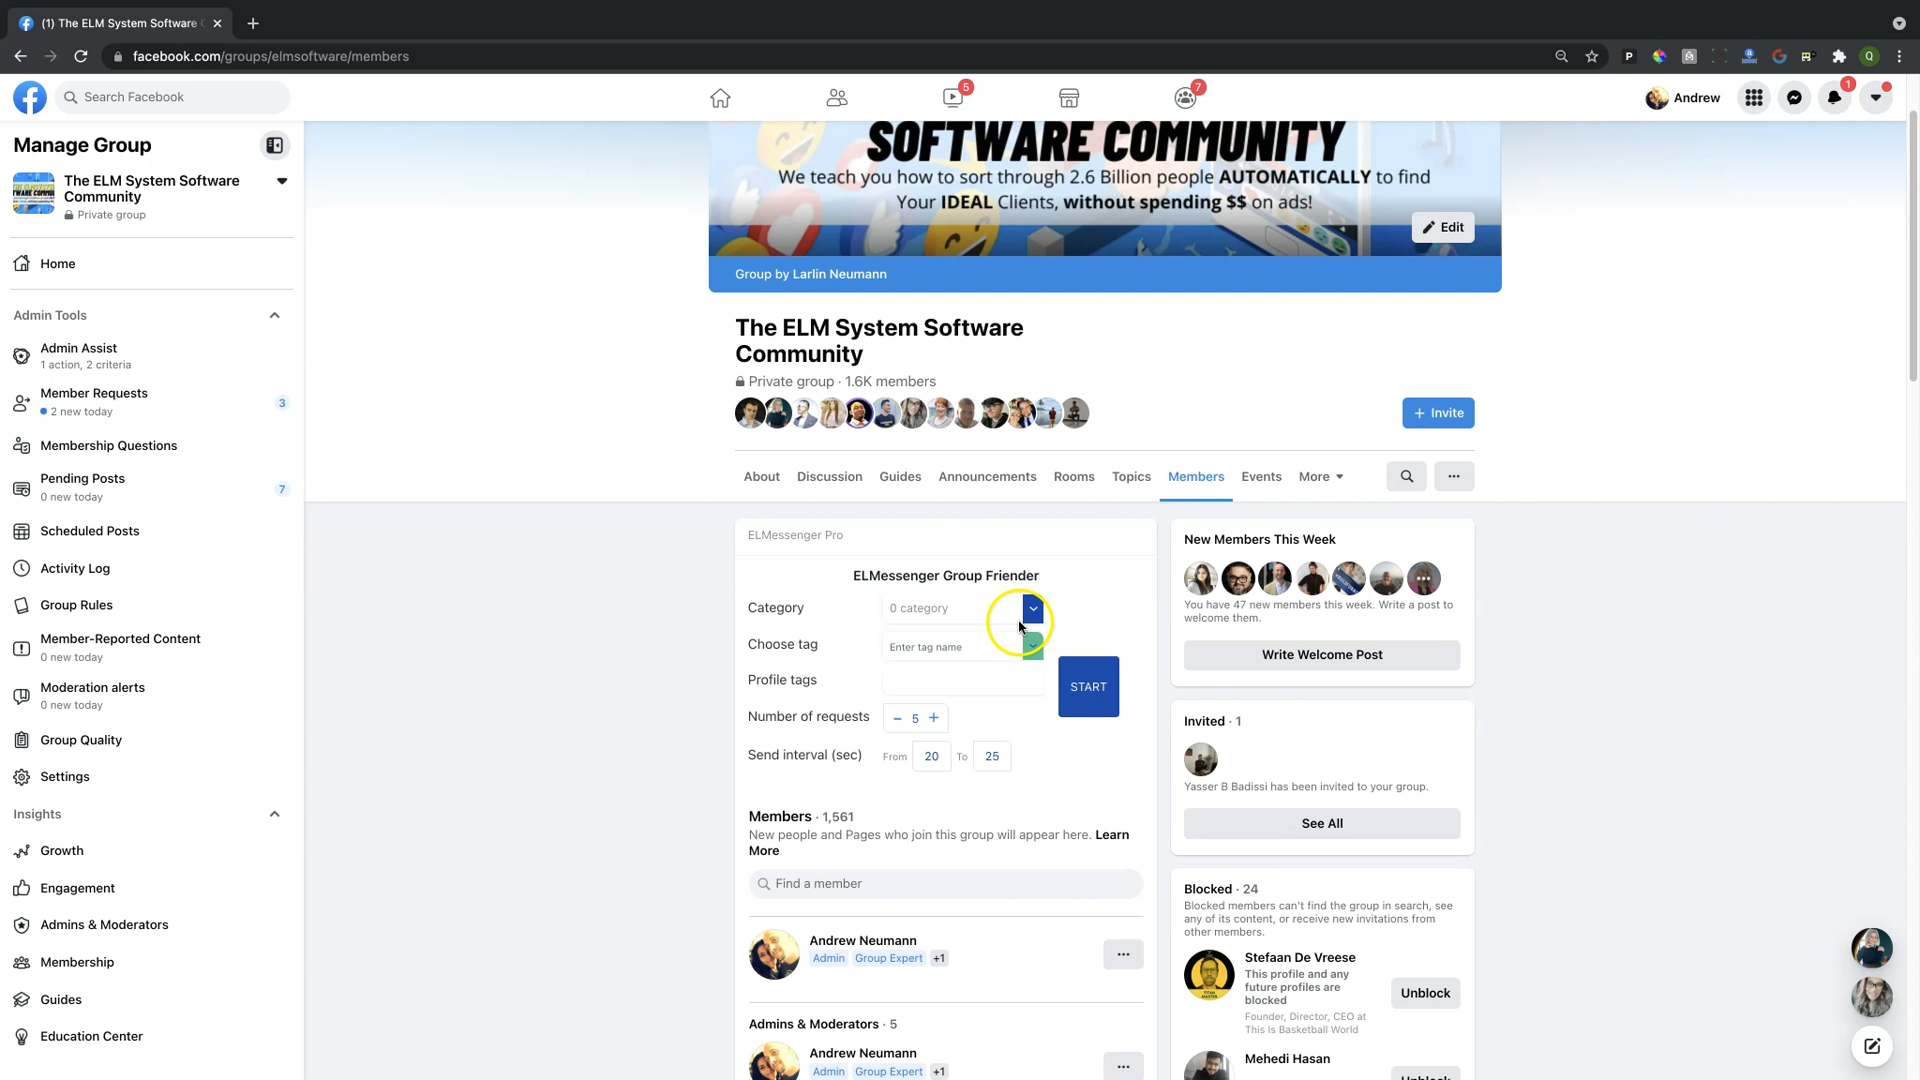 (1) The ELM System Software
facebook.com/groups/elmsoftware/members
P
G
Q
Search Facebook
5
7
Andrew
1
Manage Group
The ELM System Software
Community
Private group
Home
Admin Tools
Admin Assist
1 action, 2 criteria
Member Requests
2 new today
3
Membership Questions
Pending Posts
0 new today
7
Scheduled Posts
Activity Log
Group Rules
Member-Reported Content
0 new today
Moderation alerts
0 new today
Group Quality
Settings
Insights
Growth
Engagement
Admins & Moderators
Membership
Guides
Education Center
SOFTWARE COMMUNITY
We teach you how to sort through 2.6 Billion people AUTOMATICALLY to find
Your IDEAL Clients, without spending $$ on ads!
Edit
Group by Larlin Neumann
The ELM System Software
Community
Private group · 1.6K members
+ Invite
About Discussion Guides Announcements Rooms Topics Members Events More
ELMessenger Pro
ELMessenger Group Friender
Category 0 category
Choose tag Enter tag name
Profile tags
START
Number of requests – 5 +
Send interval (sec) From 20 To 25
Members · 1,561
New people and Pages who join this group will appear here. Learn
More
Find a member
Andrew Neumann
Admin Group Expert +1
Admins & Moderators · 5
Andrew Neumann
Admin Group Expert +1
New Members This Week
You have 47 new members this week. Write a post to
welcome them.
Write Welcome Post
Invited · 1
Yasser B Badissi has been invited to your group.
See All
Blocked · 24
Blocked members can't find the group in search, see
any of its content, or receive new invitations from
other members.
Stefaan De Vreese
This profile and any
future profiles are
blocked
Founder, Director, CEO at
This Is Basketball World
Unblock
Mehedi Hasan
Unblock